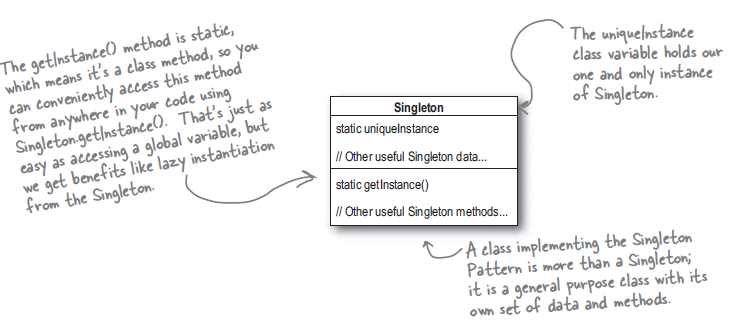 The getInstance() method is static,
which means it's a class method, so you
can conveniently access this method
from anywhere in your code using
Singleton.getInstance(). That's just as
easy as accessing a global variable, but
we get benefits like lazy instantiation
from the Singleton.
The uniqueInstance
class variable holds our
one and only instance
of Singleton.
Singleton
static uniqueInstance
// Other useful Singleton data...
static getInstance()
// Other useful Singleton methods...
A class implementing the Singleton
Pattern is more than a Singleton;
it is a general purpose class with its
own set of data and methods.